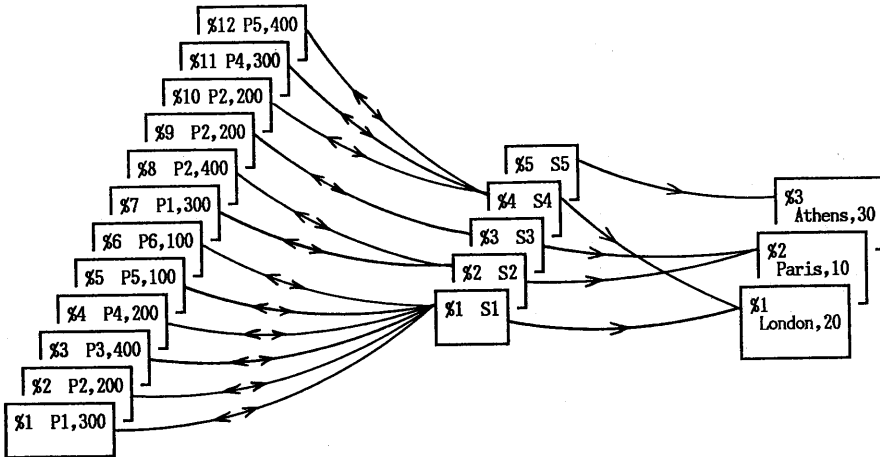 %12 P5,400
%11 P4,300
%10 P2,200
%9 P2,200
%8 P2,400
%7 P1,300
%6 P6,100
%5 P5,100
%4 P4,200
%3 P3,400
%2 P2,200
%1 P1,300
%5 S5
%4 S4
%3 S3
%2 S2
%1 S1
%3
Athens,30
%2
Paris,10
%1
London,20